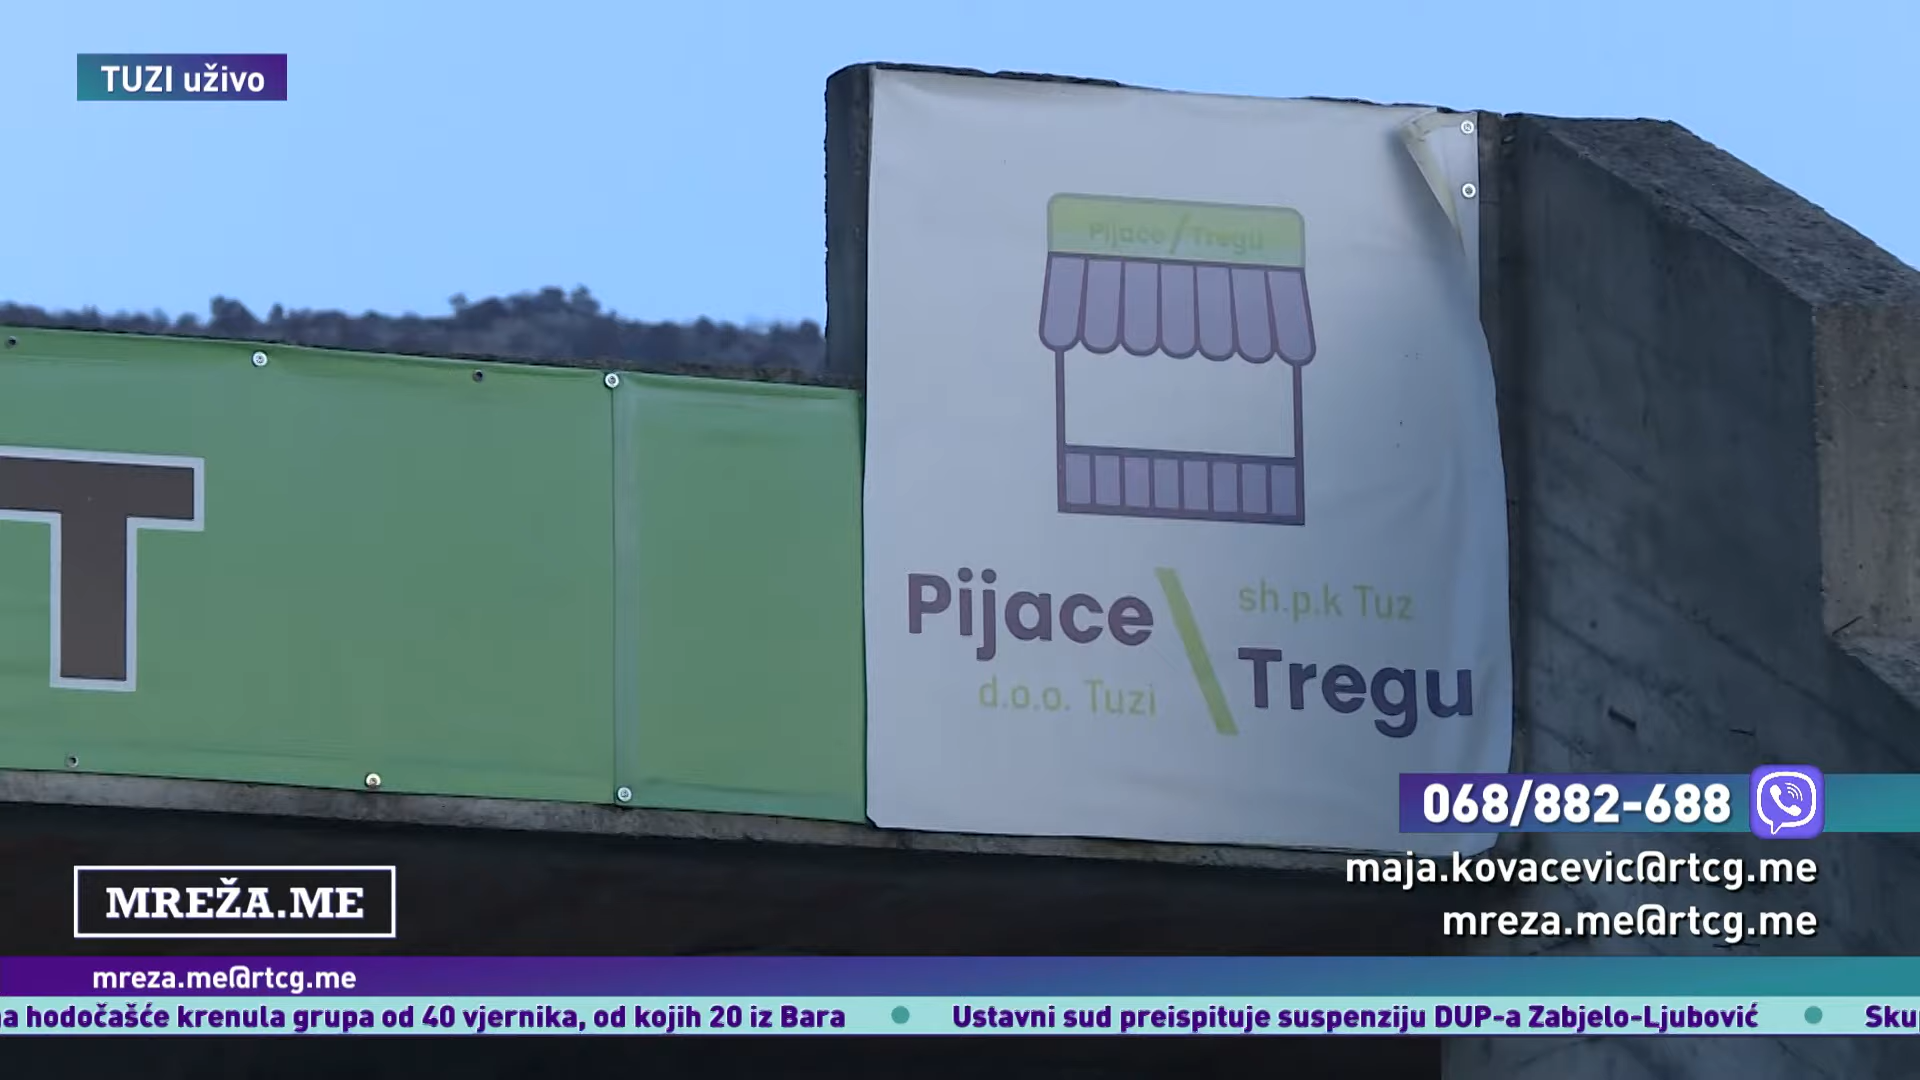 TUZI uživo
Pijace / Tregu
T
Pijace
d.o.o. Tuzi
sh.p.k Tuz
Tregu
068/882-688
maja.kovacevic@rtcg.me
mreza.me@rtcg.me
MREŽA.ME
mreza.me@rtcg.me
na hodočašće krenula grupa od 40 vjernika, od kojih 20 iz Bara • Ustavni sud preispituje suspenziju DUP-a Zabjelo-Ljubović •